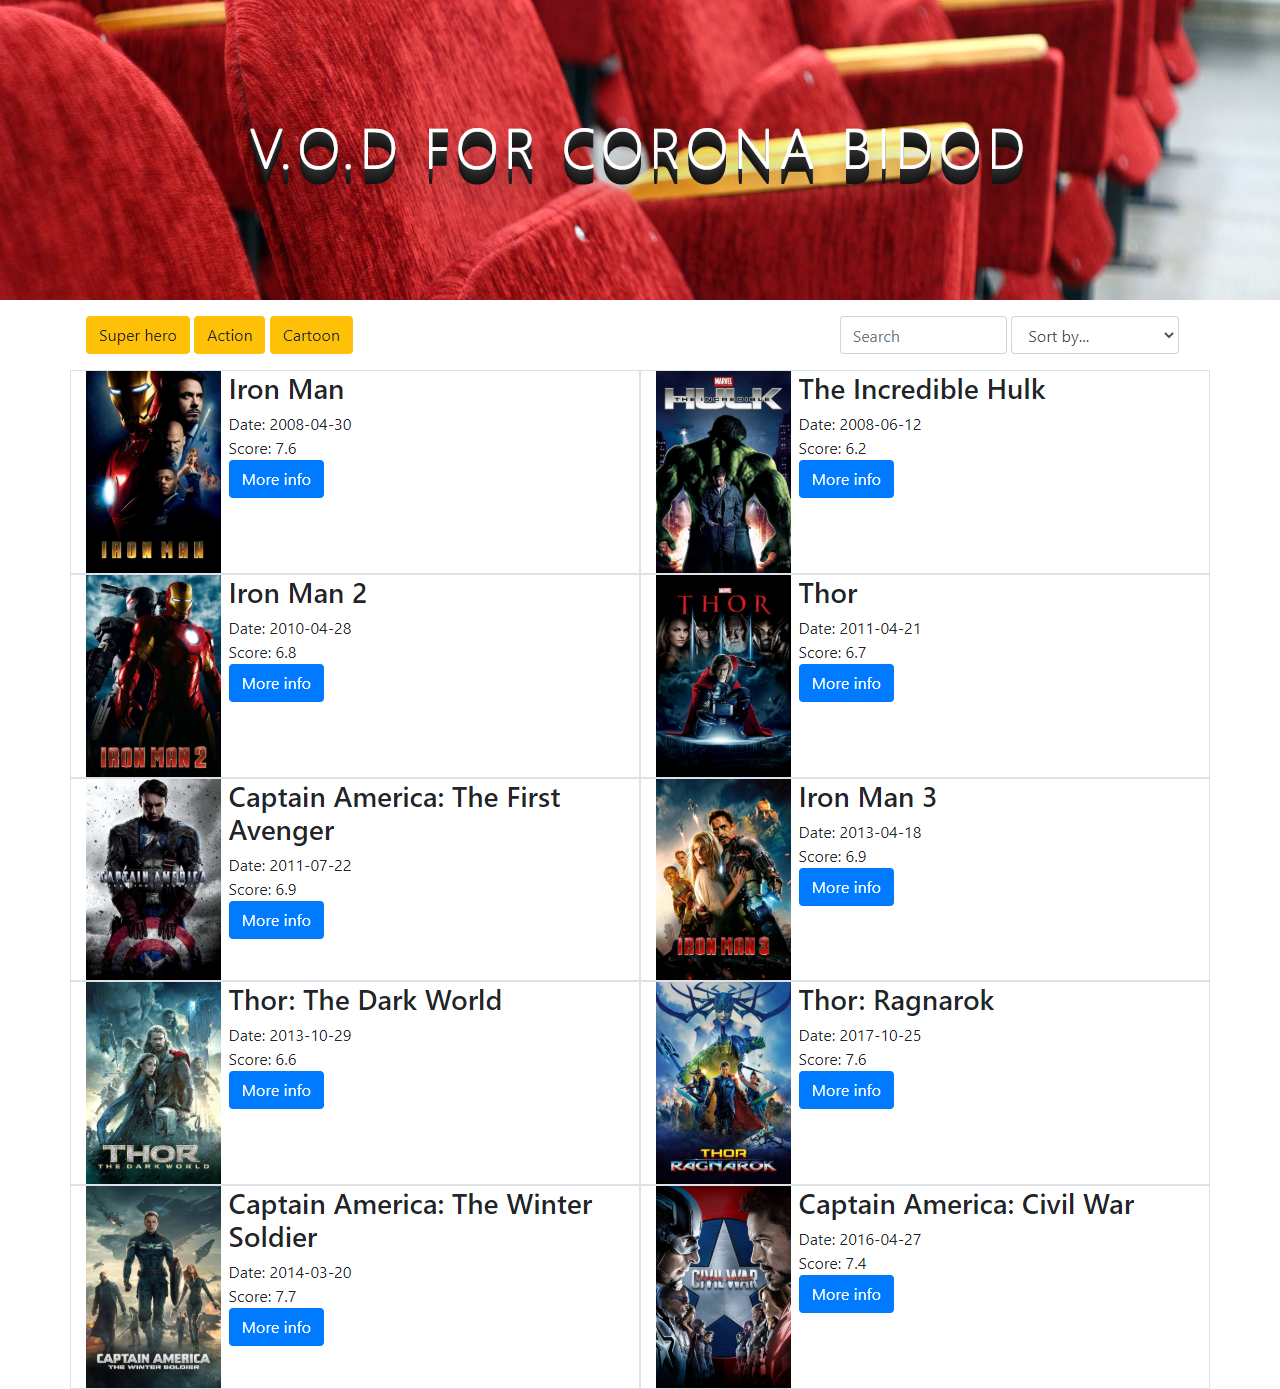 V.O.D FOR CORONA BIDOD
Super hero
Action
Cartoon
Search
Sort by...
IRON MAN
Iron Man
Date: 2008-04-30
Score: 7.6
More info
MARVEL
THE INCREDIBLE
HULK
The Incredible Hulk
Date: 2008-06-12
Score: 6.2
More info
IRON MAN 2
Iron Man 2
Date: 2010-04-28
Score: 6.8
More info
MARVEL
THOR
Thor
Date: 2011-04-21
Score: 6.7
More info
CAPTAIN AMERICA
THE FIRST AVENGER
Captain America: The First
Avenger
Date: 2011-07-22
Score: 6.9
More info
IRON MAN 3
Iron Man 3
Date: 2013-04-18
Score: 6.9
More info
THOR
THE DARK WORLD
Thor: The Dark World
Date: 2013-10-29
Score: 6.6
More info
THOR
RAGNAROK
Thor: Ragnarok
Date: 2017-10-25
Score: 7.6
More info
CAPTAIN AMERICA
THE WINTER SOLDIER
Captain America: The Winter
Soldier
Date: 2014-03-20
Score: 7.7
More info
CAPTAIN AMERICA
CIVIL WAR
Captain America: Civil War
Date: 2016-04-27
Score: 7.4
More info